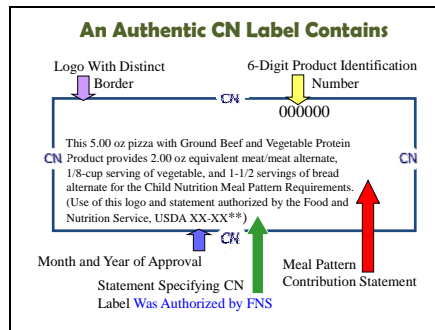 An Authentic CN Label Contains
Logo With Distinct
Border
6-Digit Product Identification
Number
CN
000000
This 5.00 oz pizza with Ground Beef and Vegetable Protein
Product provides 2.00 oz equivalent meat/meat alternate,
CN
CN
1/8-cup serving of vegetable, and 1-1/2 servings of bread
alternate for the Child Nutrition Meal Pattern Requirements.
(Use of this logo and statement authorized by the Food and
Nutrition Service, USDA XX-XX**)
CN
Month and Year of Approval
Meal Pattern
Contribution Statement
Statement Specifying CN
Label Was Authorized by FNS